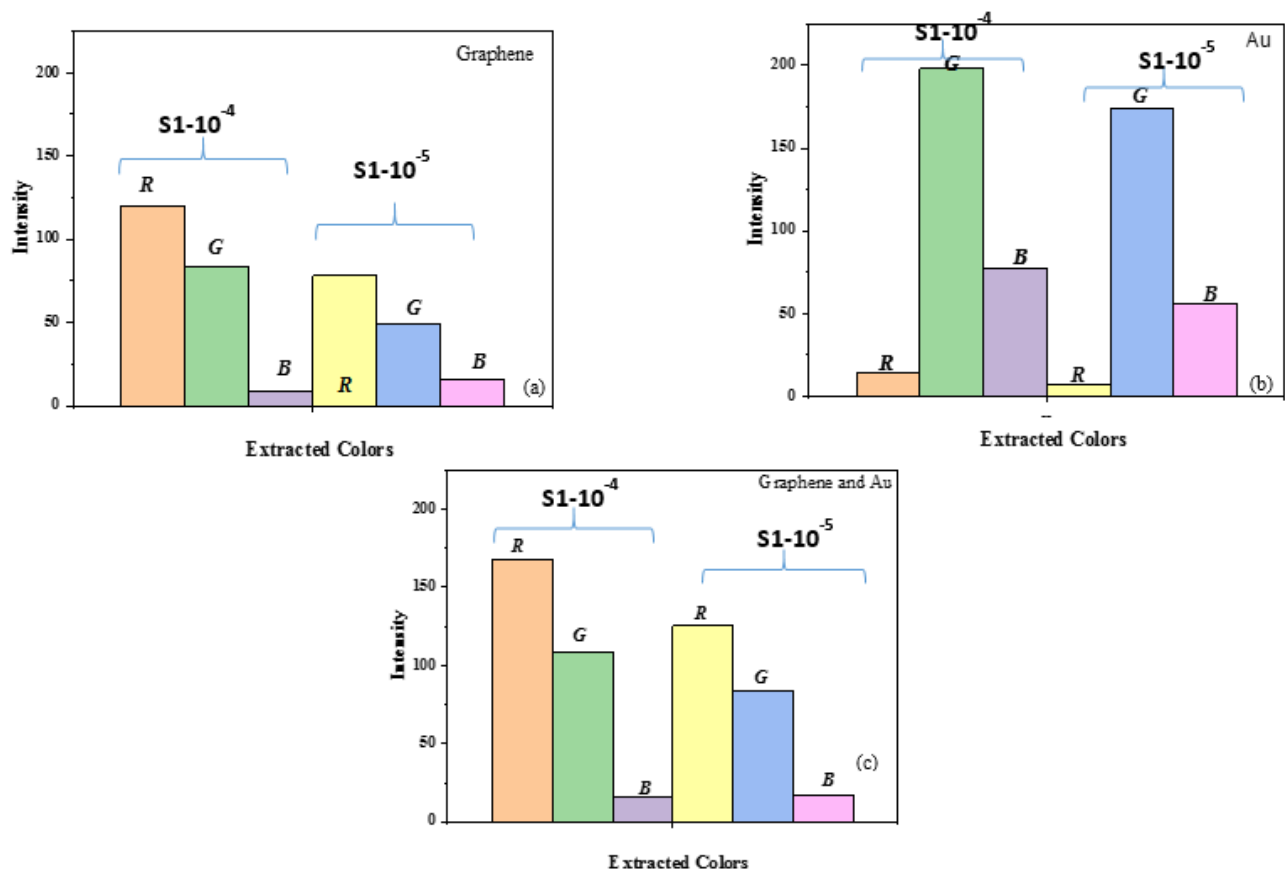 Graphene
S1-10^-4
S1-10^-5
R
G
B
R
G
B
200
150
100
50
0
Intensity
Extracted Colors
(a)
Au
S1-10^-4
S1-10^-5
R
G
B
R
G
B
200
150
100
50
0
Intensity
--
Extracted Colors
(b)
Graphene and Au
S1-10^-4
S1-10^-5
R
G
B
R
G
B
200
150
100
50
0
Intensity
Extracted Colors
(c)